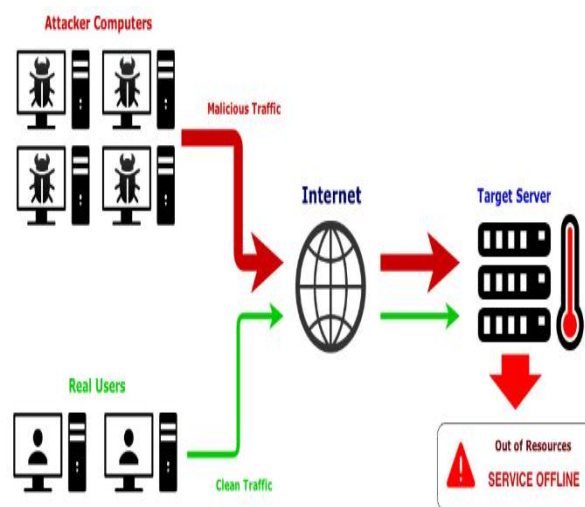 Attacker Computers
Malicious Traffic
Internet
Target Server
Real Users
Clean Traffic
Out of Resources
SERVICE OFFLINE